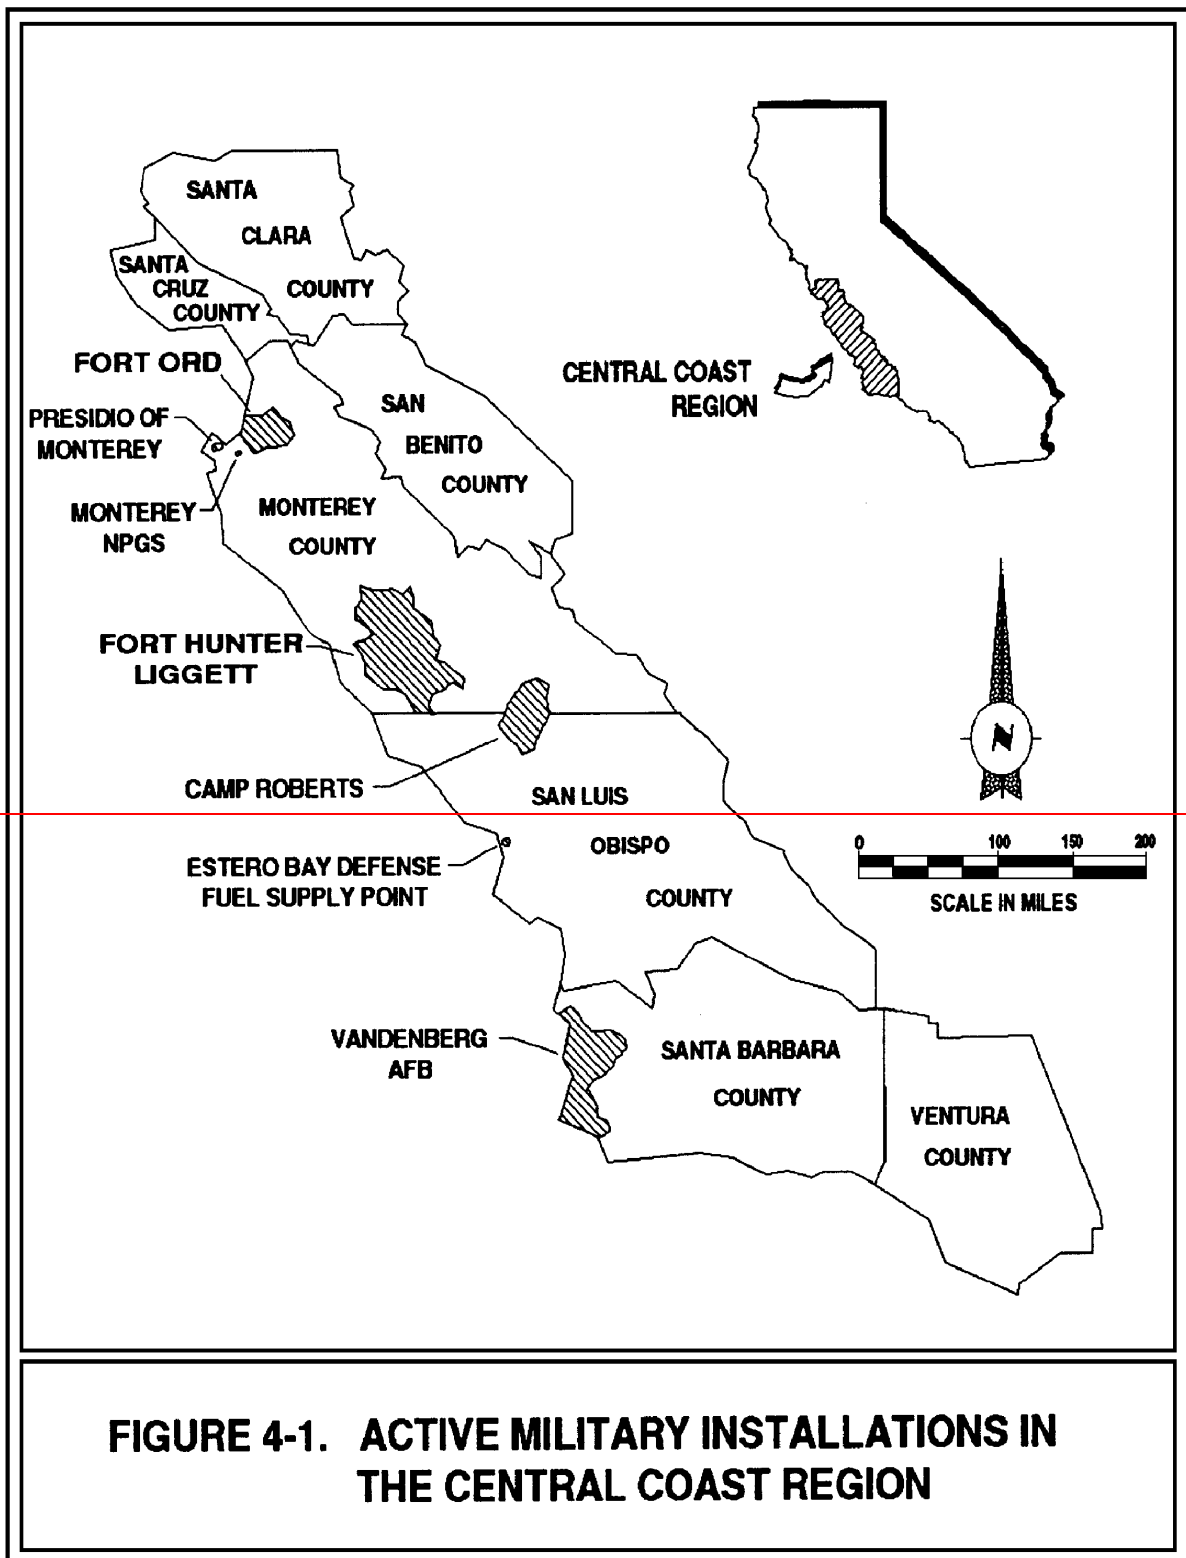 SANTA
CLARA
COUNTY
SANTA
CRUZ
COUNTY
FORT ORD
PRESIDIO OF
MONTEREY
MONTEREY
NPGS
SAN
BENITO
COUNTY
MONTEREY
COUNTY
CENTRAL COAST
REGION
FORT HUNTER
LIGGETT
CAMP ROBERTS
SAN LUIS
OBISPO
COUNTY
ESTERO BAY DEFENSE
FUEL SUPPLY POINT
N
0 100 150 200
SCALE IN MILES
VANDENBERG
AFB
SANTA BARBARA
COUNTY
VENTURA
COUNTY
FIGURE 4-1. ACTIVE MILITARY INSTALLATIONS IN
THE CENTRAL COAST REGION